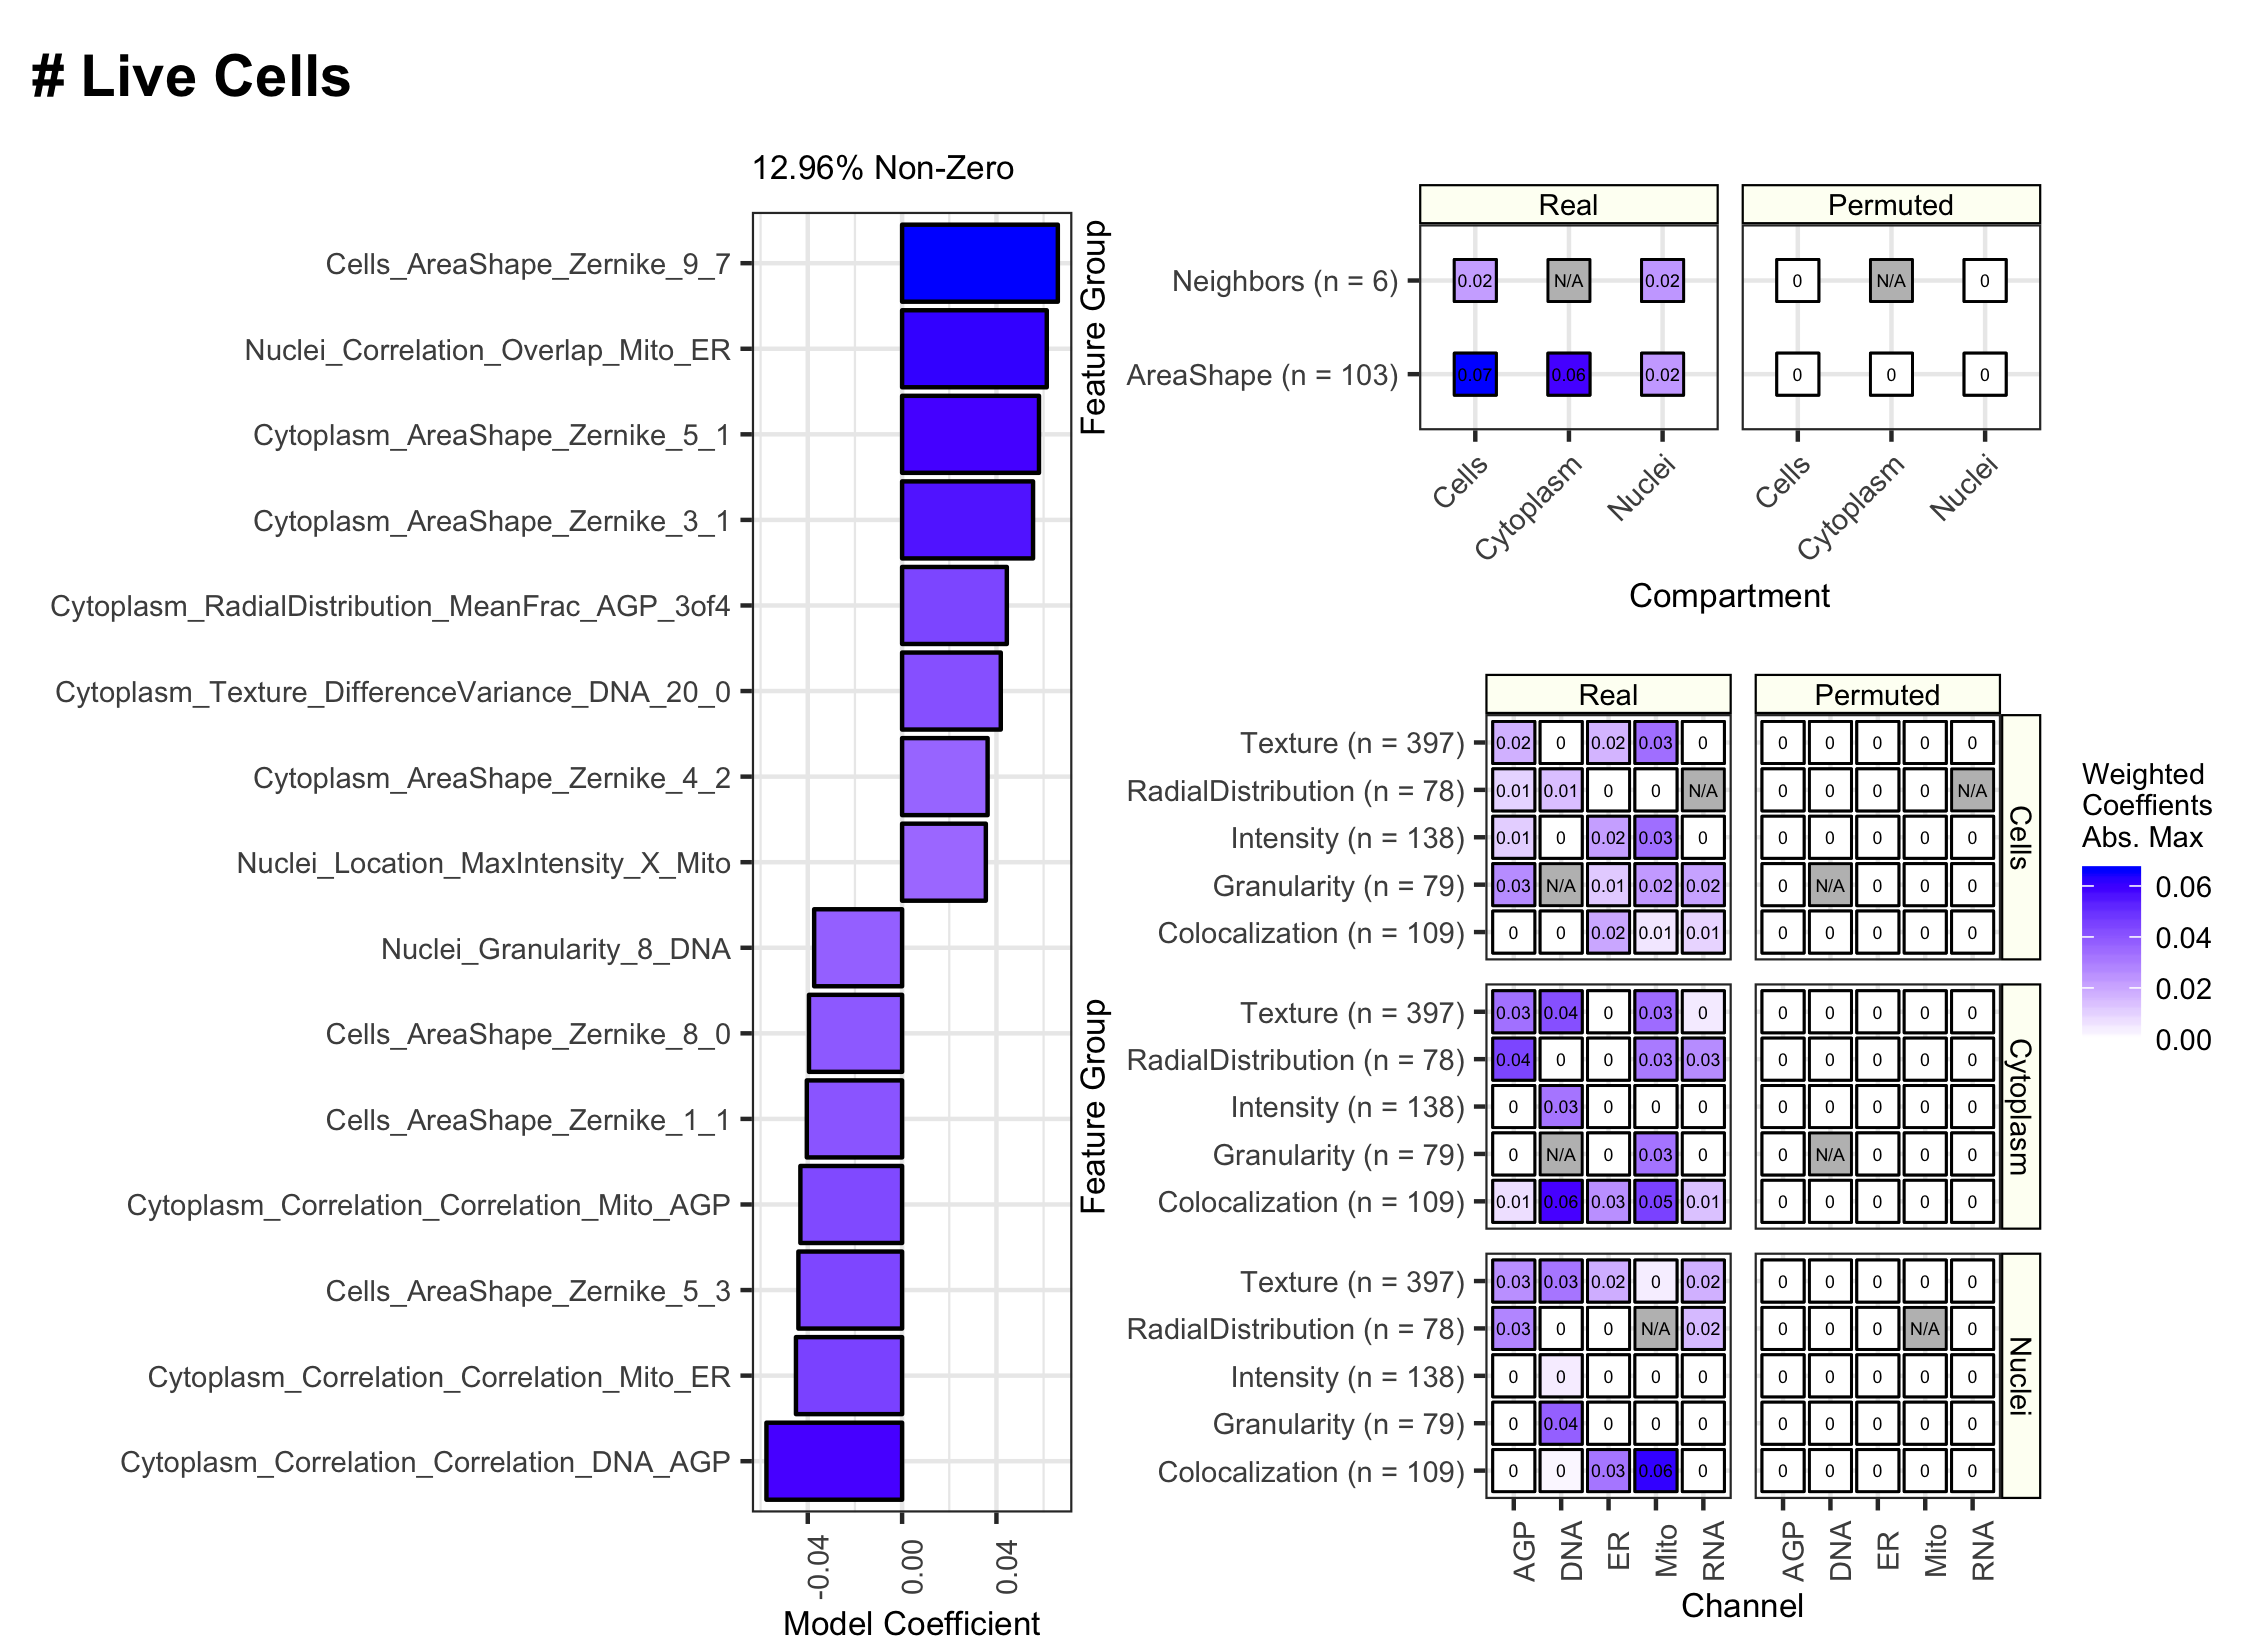 # Live Cells
12.96% Non-Zero
Cells_AreaShape_Zernike_9_7
Nuclei_Correlation_Overlap_Mito_ER
Cytoplasm_AreaShape_Zernike_5_1
Cytoplasm_AreaShape_Zernike_3_1
Cytoplasm_RadialDistribution_MeanFrac_AGP_3of4
Cytoplasm_Texture_DifferenceVariance_DNA_20_0
Cytoplasm_AreaShape_Zernike_4_2
Nuclei_Location_MaxIntensity_X_Mito
Nuclei_Granularity_8_DNA
Cells_AreaShape_Zernike_8_0
Cells_AreaShape_Zernike_1_1
Cytoplasm_Correlation_Correlation_Mito_AGP
Cells_AreaShape_Zernike_5_3
Cytoplasm_Correlation_Correlation_Mito_ER
Cytoplasm_Correlation_Correlation_DNA_AGP
-0.04 0.00 0.04
Model Coefficient
Feature Group
Real Permuted
Neighbors (n = 6) 0.02 N/A 0.02 0 N/A 0
AreaShape (n = 103) 0.07 0.06 0.02 0 0 0
Cells Cytoplasm Nuclei Cells Cytoplasm Nuclei
Compartment
Feature Group
Real Permuted
Texture (n = 397) 0.02 0 0.02 0.03 0 0 0 0 0 0
RadialDistribution (n = 78) 0.01 0.01 0 0 N/A 0 0 0 0 N/A
Intensity (n = 138) 0.01 0 0.02 0.03 0 0 0 0 0 0
Granularity (n = 79) 0.03 N/A 0.01 0.02 0.02 0 N/A 0 0 0
Colocalization (n = 109) 0 0 0.02 0.01 0.01 0 0 0 0 0
Cells
Texture (n = 397) 0.03 0.04 0 0.03 0 0 0 0 0 0
RadialDistribution (n = 78) 0.04 0 0 0.03 0.03 0 0 0 0 0
Intensity (n = 138) 0 0.03 0 0 0 0 0 0 0 0
Granularity (n = 79) 0 N/A 0 0.03 0 0 N/A 0 0 0
Colocalization (n = 109) 0.01 0.06 0.03 0.05 0.01 0 0 0 0 0
Cytoplasm
Texture (n = 397) 0.03 0.03 0.02 0 0.02 0 0 0 0 0
RadialDistribution (n = 78) 0.03 0 0 N/A 0.02 0 0 0 N/A 0
Intensity (n = 138) 0 0 0 0 0 0 0 0 0 0
Granularity (n = 79) 0 0.04 0 0 0 0 0 0 0 0
Colocalization (n = 109) 0 0 0.03 0.06 0 0 0 0 0 0
Nuclei
AGP DNA ER Mito RNA AGP DNA ER Mito RNA
Channel
Weighted
Coeffients
Abs. Max
0.06
0.04
0.02
0.00